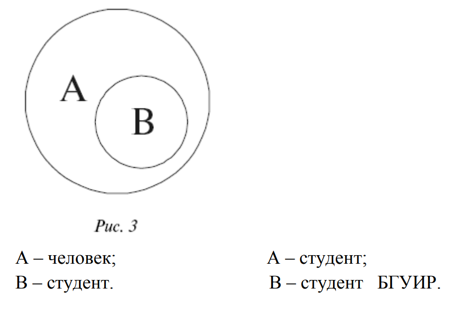 A
B
Рис. 3
А – человек; А – студент;
В – студент. В – студент БГУИР.